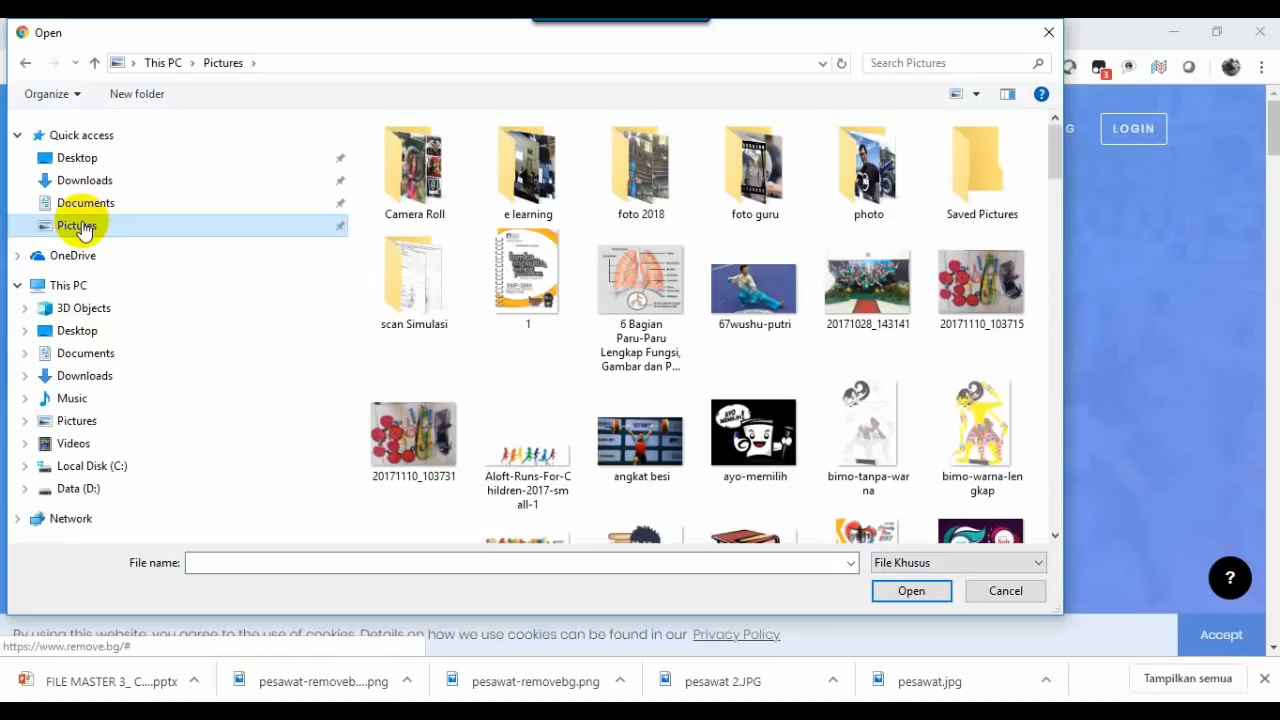 Open
This PC
Pictures
Search Pictures
Organize
New folder
3
G
LOGIN
Quick access
Desktop
Downloads
Documents
Pictures
OneDrive
This PC
3D Objects
Desktop
Documents
Downloads
Music
Pictures
Videos
Local Disk (C:)
Data (D:)
Network
Camera Roll
e learning
foto 2018
foto guru
photo
Saved Pictures
scan Simulasi
1
6 Bagian
Paru-Paru
Lengkap Fungsi,
Gambar dan P...
67wushu-putri
20171028_143141
20171110_103715
20171110_103731
Aloft-Runs-For-C
hildren-2017-sm
all-1
angkat besi
AYO MEMILIH!
ayo-memilih
bimo-tanpa-war
na
bimo-warna-len
gkap
File name:
File Khusus
Open
Cancel
?
By using this website, you agree to the use of cookies. Details on how we use cookies can be found in our Privacy Policy
Accept
https://www.remove.bg/#
FILE MASTER 3_ C....pptx
pesawat-removeb....png
pesawat-removebg.png
pesawat 2.JPG
pesawat.jpg
Tampilkan semua